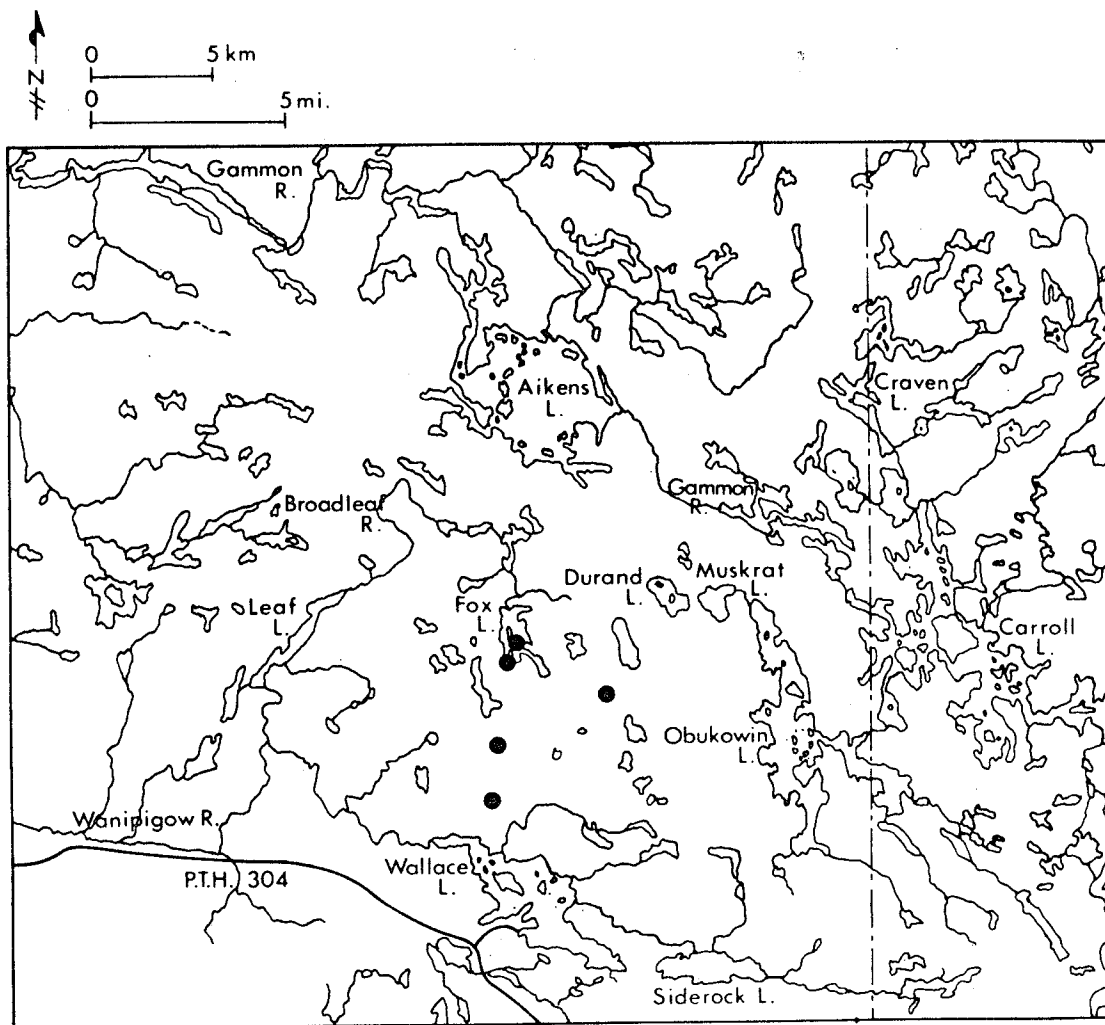 N
0 5 km
0 5 mi.
Gammon
R.
Aikens
L.
Craven
L.
Broadleaf
R.
Gammon
R.
Durand
L.
Muskrat
L.
Leaf
L.
Fox
L.
Carroll
L.
Obukowin
L.
Wanipigow R.
P.T.H. 304
Wallace
L.
Siderock L.